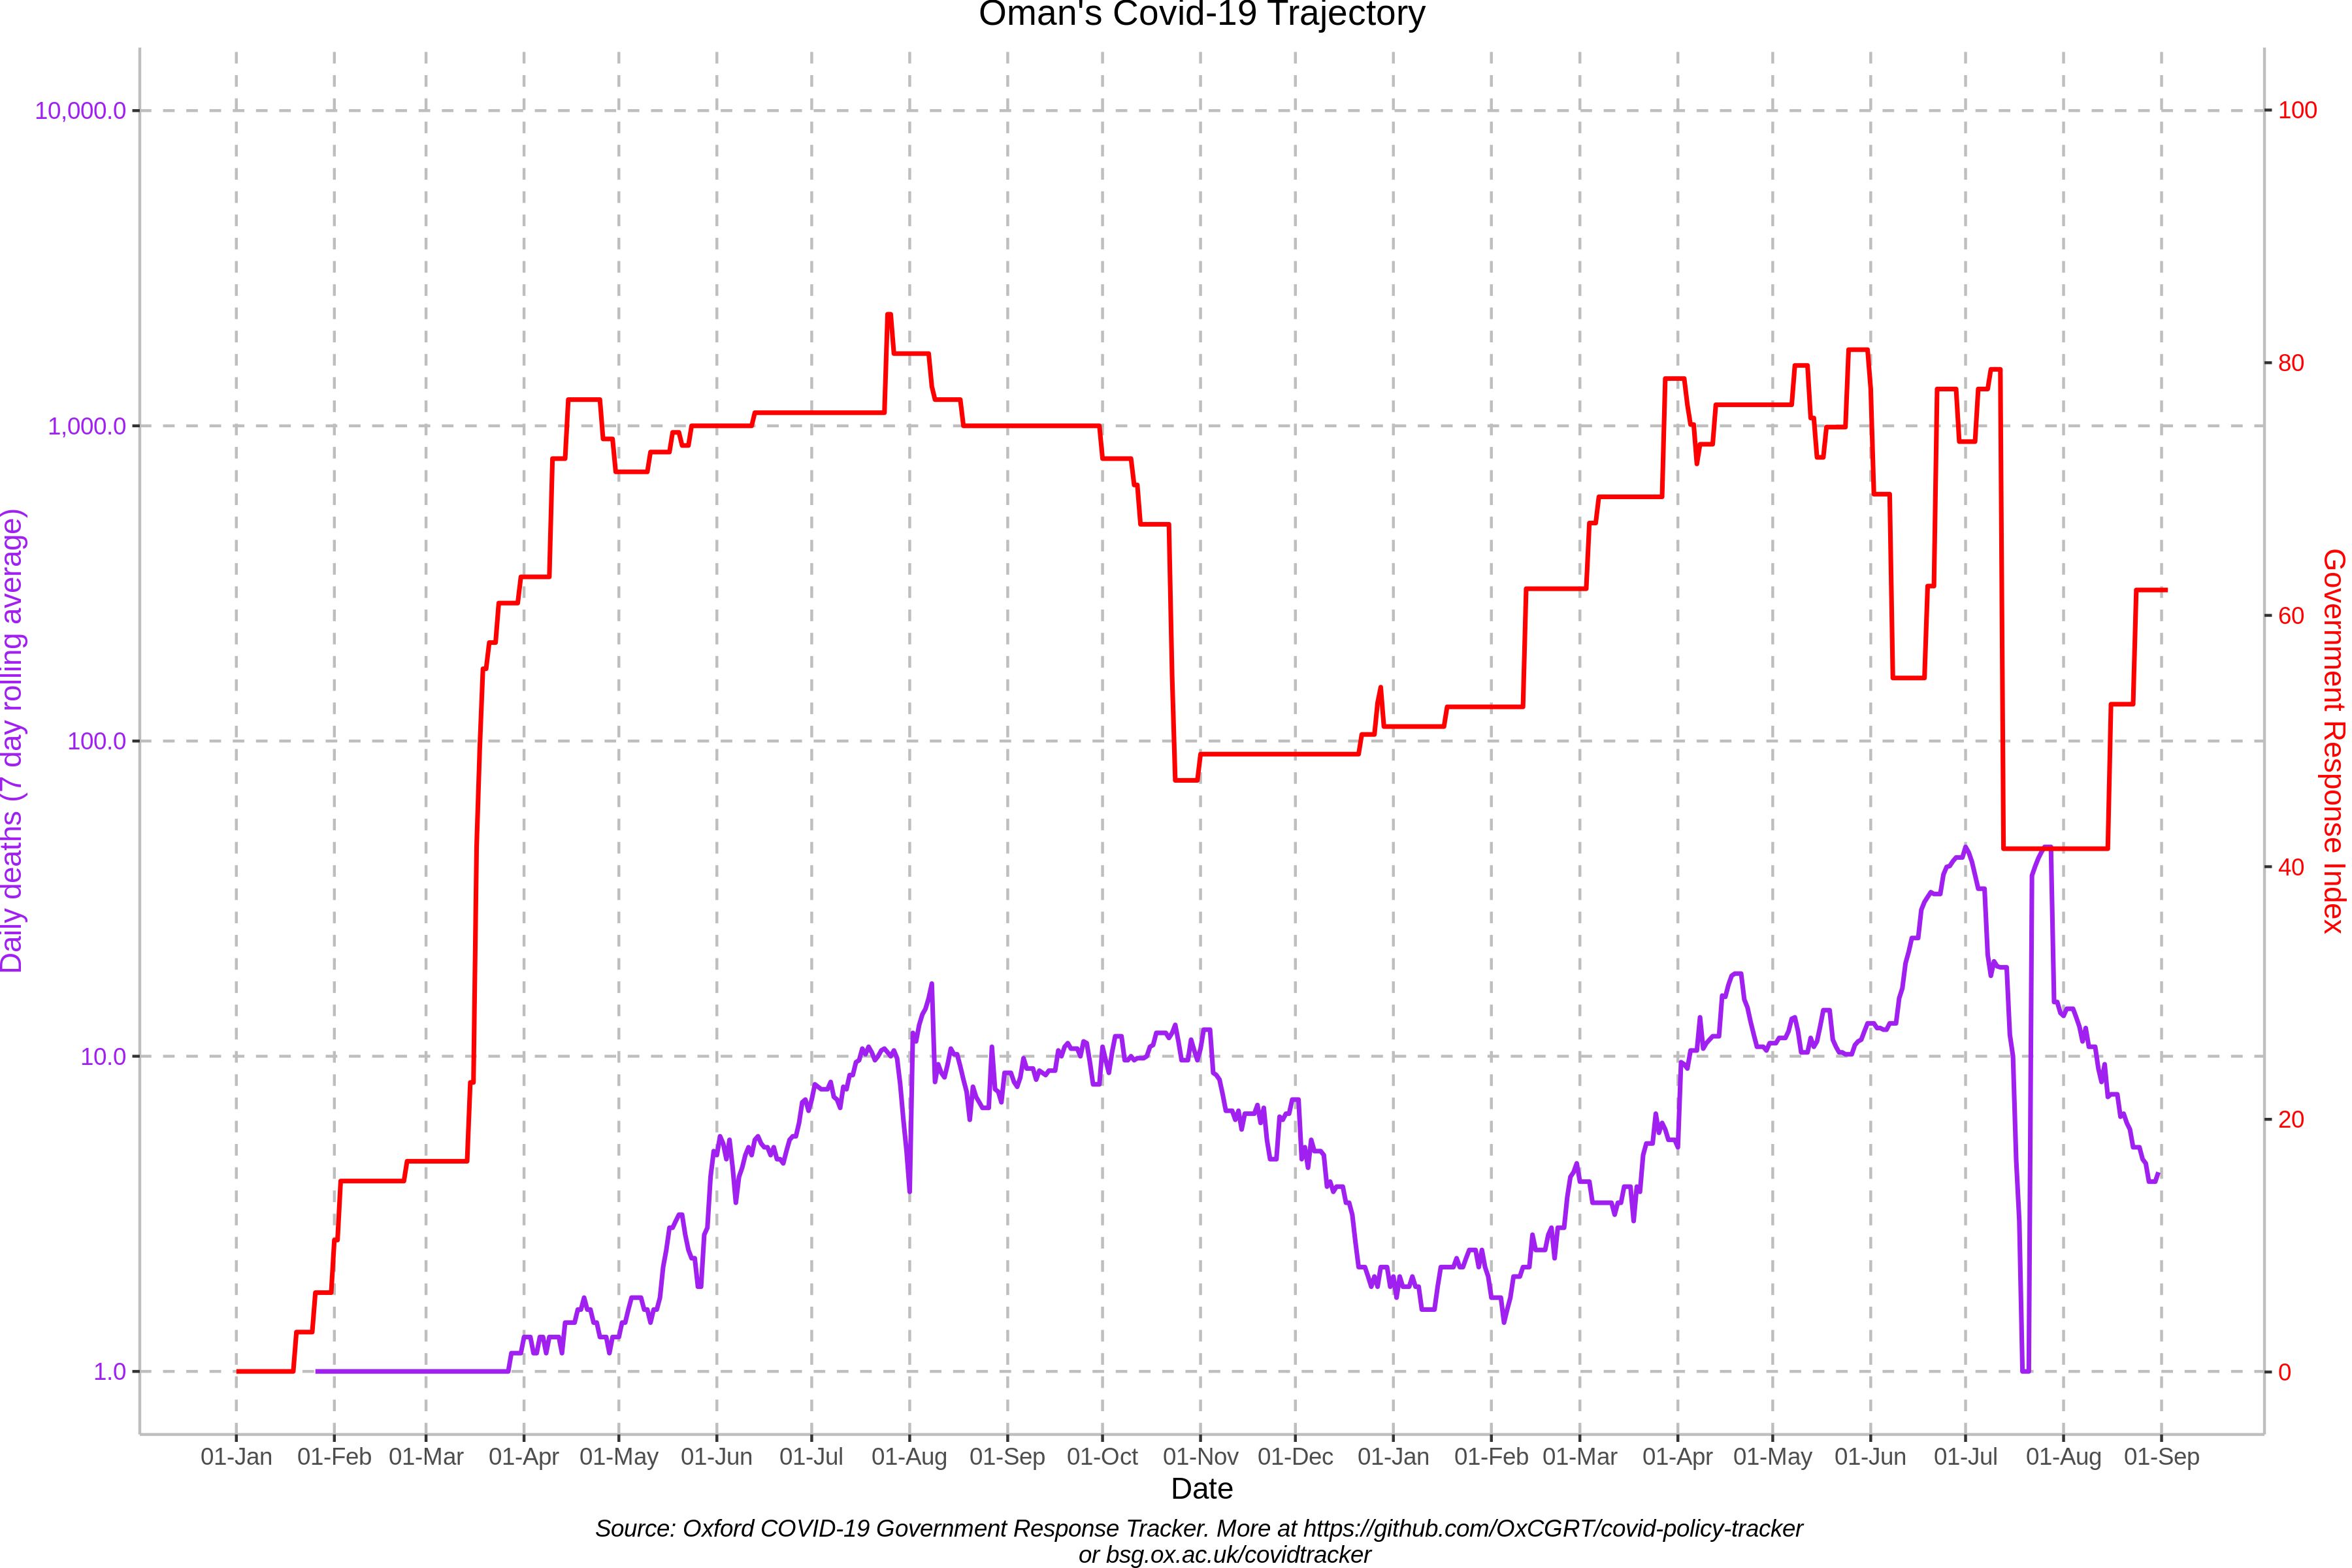 Oman's Covid-19 Trajectory
10,000.0
1,000.0
100.0
10.0
1.0
Daily deaths (7 day rolling average)
100
80
60
40
20
0
Government Response Index
01-Jan 01-Feb 01-Mar 01-Apr 01-May 01-Jun 01-Jul 01-Aug 01-Sep 01-Oct 01-Nov 01-Dec 01-Jan 01-Feb 01-Mar 01-Apr 01-May 01-Jun 01-Jul 01-Aug 01-Sep
Date
Source: Oxford COVID-19 Government Response Tracker. More at https://github.com/OxCGRT/covid-policy-tracker
or bsg.ox.ac.uk/covidtracker